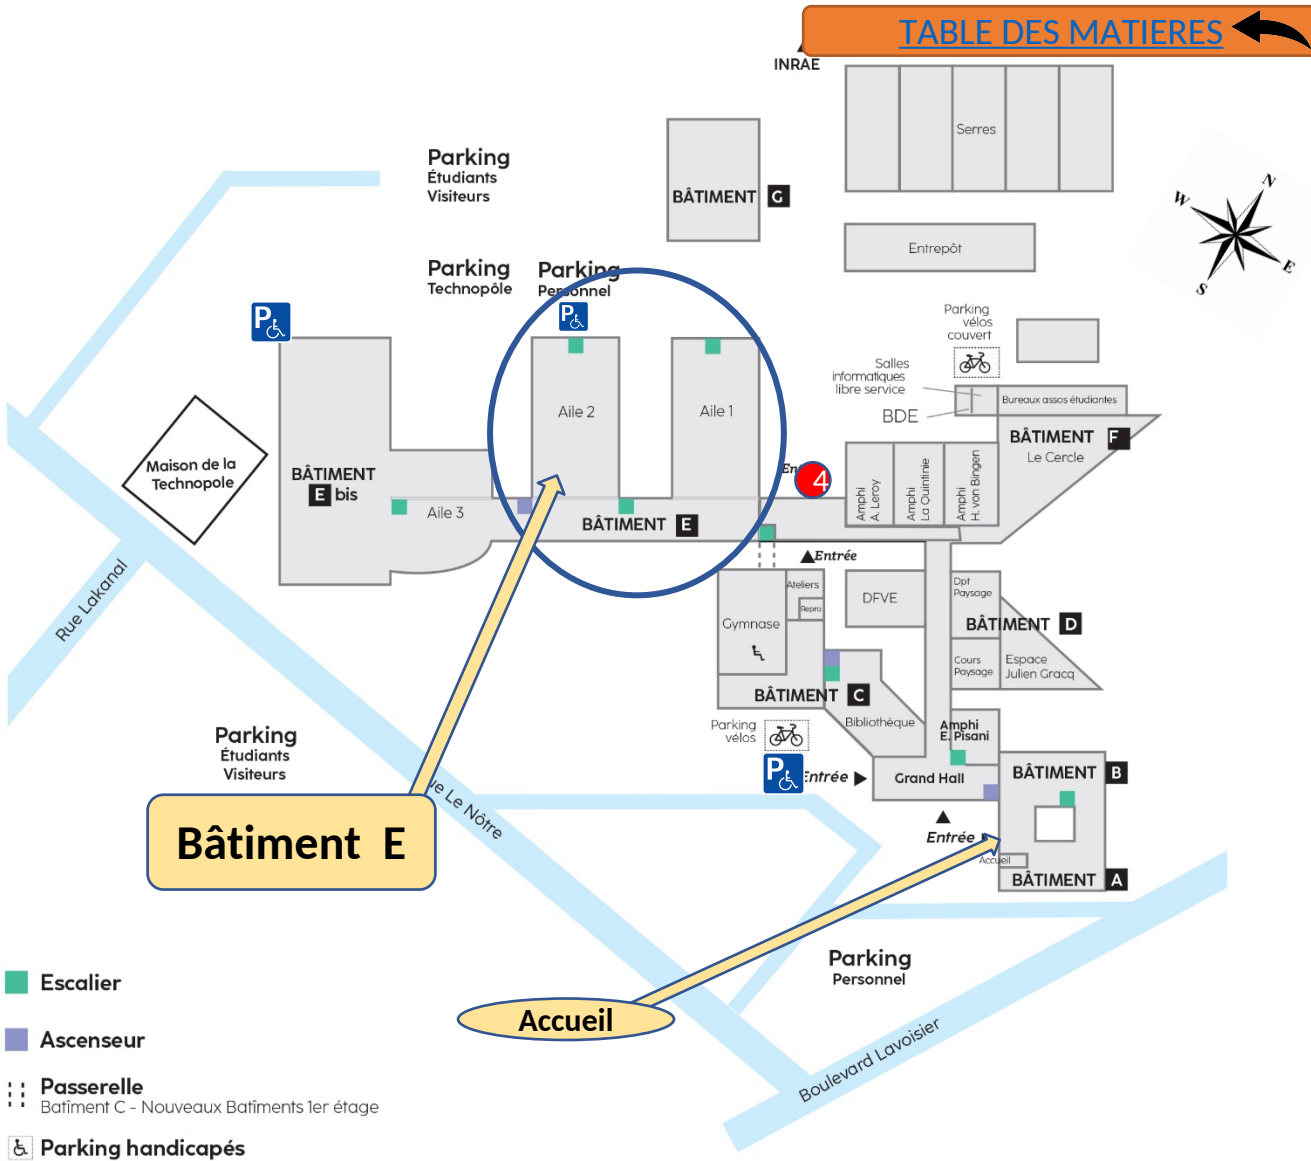 TABLE DES MATIERES
INRAE
Serres
Parking
Étudiants
Visiteurs
BÂTIMENT G
N
W
E
S
Entrepôt
Parking
Technopôle
Parking
Personnel
P
P
Parking
vélos
couvert
Salles
informatiques
libre service
BDE
Bureaux assos étudiantes
Aile 2
Aile 1
BÂTIMENT F
Le Cercle
Maison de la
Technopole
BÂTIMENT
E bis
4
Amphi
A. Leroy
Amphi
La Quintinie
Amphi
H. von Bingen
Aile 3
BÂTIMENT E
Entrée
Rue Lakanal
Ateliers
Repro
DFVE
Dpt
Paysage
Gymnase
BÂTIMENT D
Cours
Paysage
Espace
Julien Gracq
BÂTIMENT C
Bibliothèque
Parking
vélos
Amphi
E. Pisani
Parking
Étudiants
Visiteurs
P
Entrée
Grand Hall
BÂTIMENT B
Le Nôtre
Bâtiment E
Entrée
Accueil
BÂTIMENT A
Parking
Personnel
Accueil
Boulevard Lavoisier
Escalier
Ascenseur
Passerelle
Batîment C - Nouveaux Batîments 1er étage
Parking handicapés